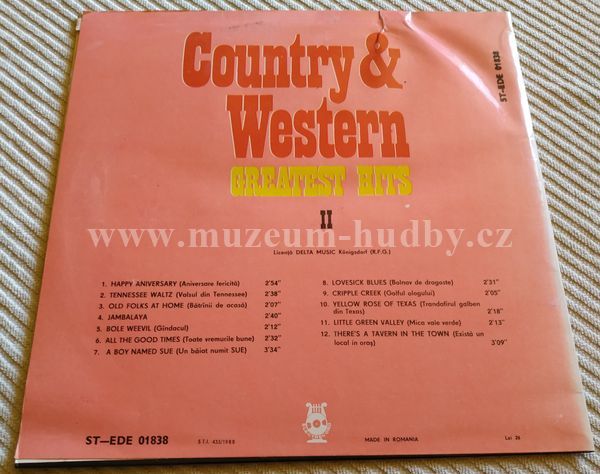 Country &
Western
GREATEST HITS
II
ST—EDE 01838
www.muzeum-hudby.cz
Licență DELTA MUSIC Königsdorf (R.F.G.)
1. HAPPY ANIVERSARY (Aniversare fericită) 2'54"
2. TENNESSEE WALTZ (Valsul din Tennessee) 2'38"
3. OLD FOLKS AT HOME (Bătrînii de acasă) 2'07"
4. JAMBALAYA 2'40"
5. BOLE WEEVIL (Gîndacul) 2'12"
6. ALL THE GOOD TIMES (Toate vremurile bune) 2'32"
7. A BOY NAMED SUE (Un băiat numit SUE) 3'34"
8. LOVESICK BLUES (Bolnav de dragoste) 2'31"
9. CRIPPLE CREEK (Golful ologului) 2'05"
10. YELLOW ROSE OF TEXAS (Trandafirul galben
din Texas) 2'18"
11. LITTLE GREEN VALLEY (Mica vale verde) 2'13"
12. THERE'S A TAVERN IN THE TOWN (Există un
local în oraș) 3'09"
ST—EDE 01838
S.T.I. 433/1988
MADE IN ROMANIA
Lei 26